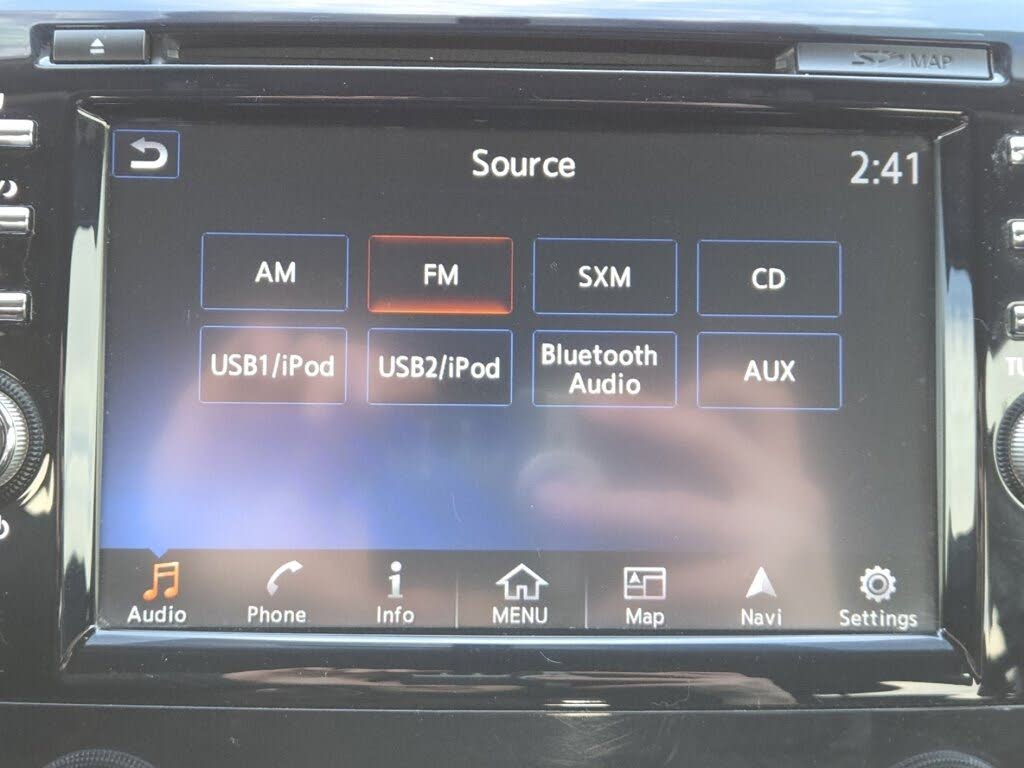 MAP
Source
2:41
AM
FM
SXM
CD
USB1/iPod
USB2/iPod
Bluetooth
Audio
AUX
Audio
Phone
Info
MENU
Map
Navi
Settings